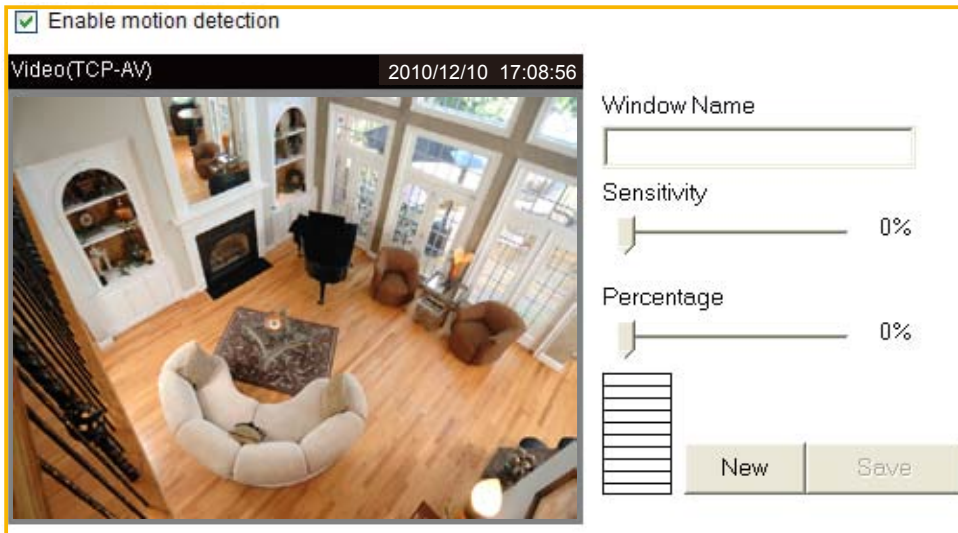 Enable motion detection
Video(TCP-AV) 2010/12/10 17:08:56
Window Name
Sensitivity
0%
Percentage
0%
New Save